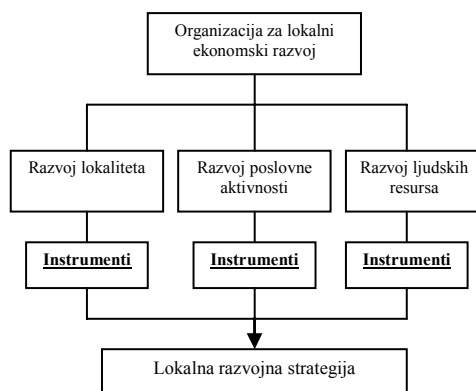 Organizacija za lokalni
ekonomski razvoj
Razvoj lokaliteta
Razvoj poslovne
aktivnosti
Razvoj ljudskih
resursa
Instrumenti
Instrumenti
Instrumenti
Lokalna razvojna strategija